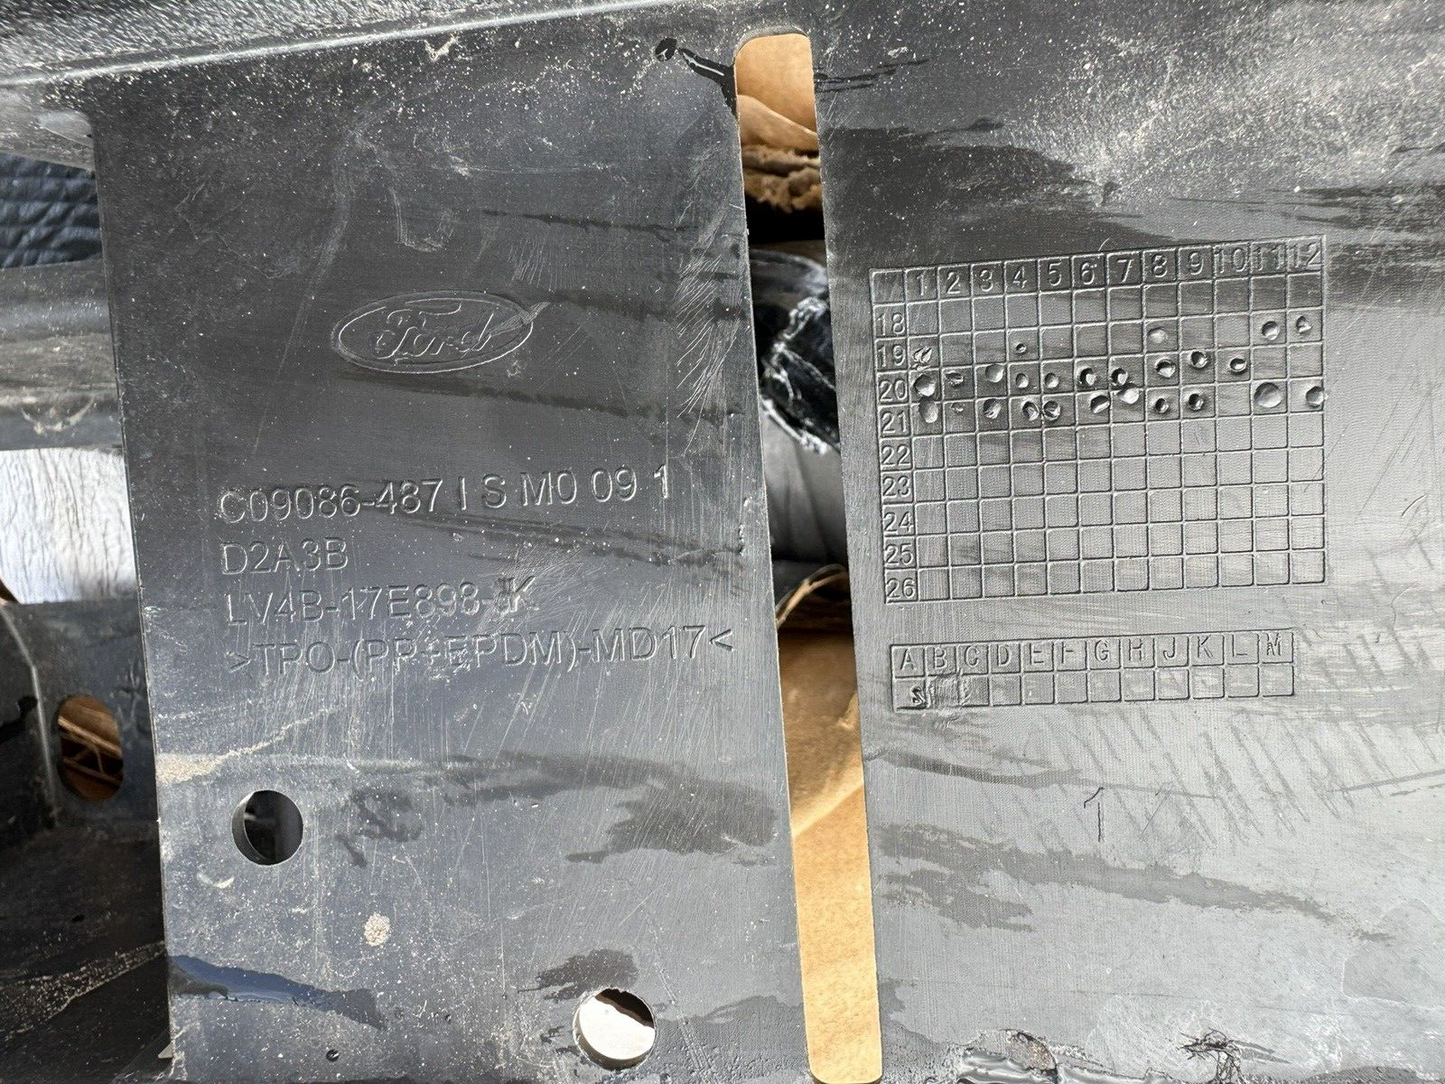 Ford
C09086-487 I S M0 09 1
D2A3B
LV4B-17E898-K
>TPO-(PP+EPDM)-MD17<
1 2 3 4 5 6 7 8 9 10 11 12
18
19
20
21
22
23
24
25
26
A B C D E F G H J K L M
1